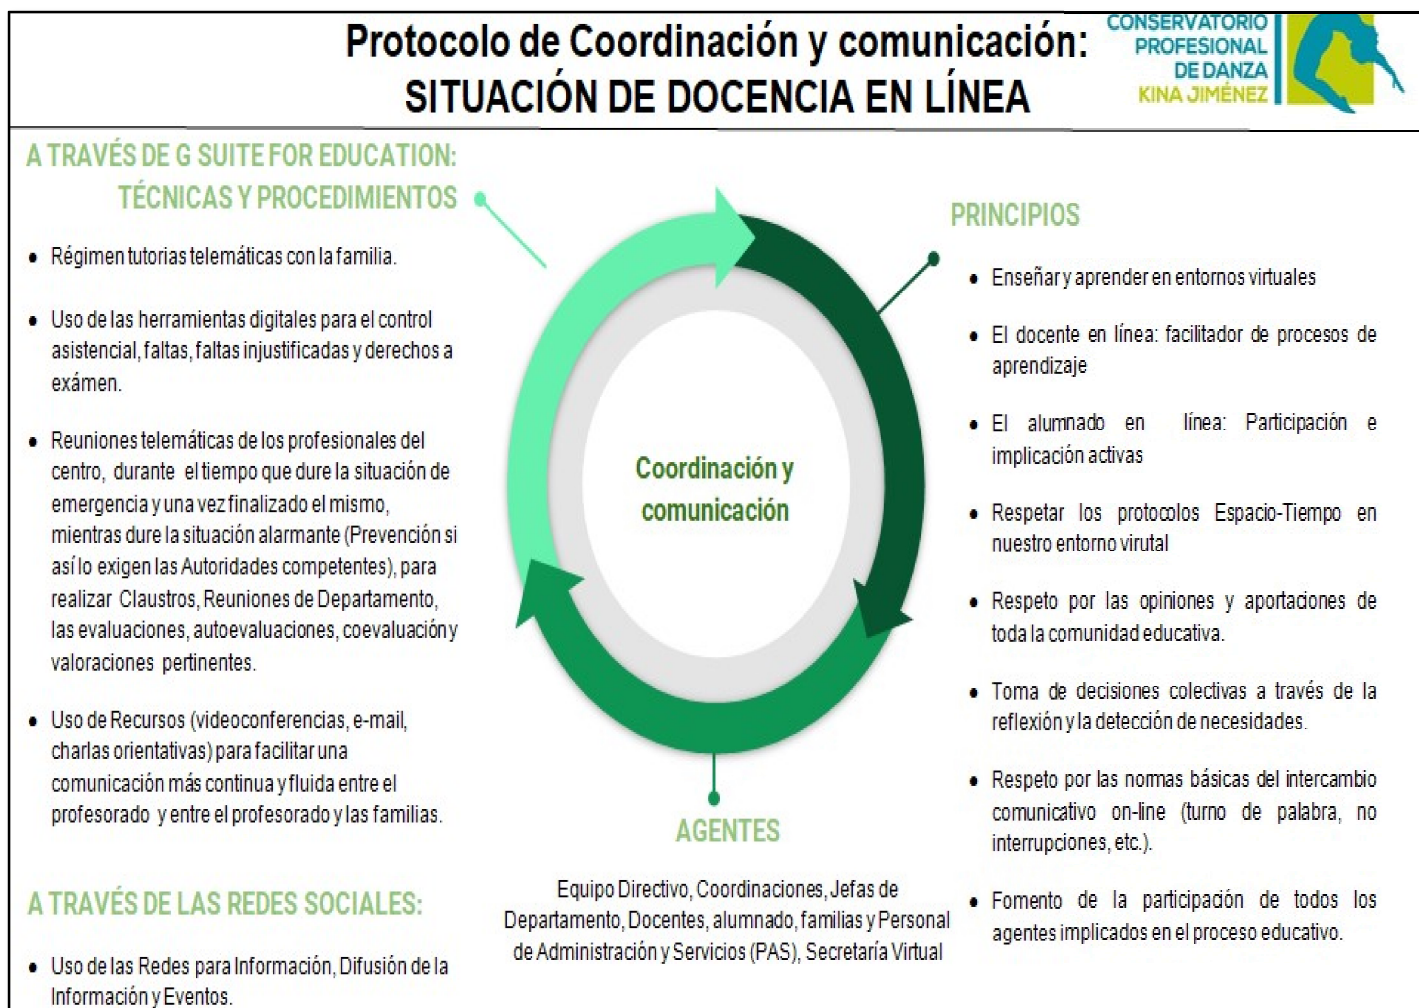 Protocolo de Coordinación y comunicación:
SITUACIÓN DE DOCENCIA EN LÍNEA
CONSERVATORIO
PROFESIONAL
DE DANZA
KINA JIMÉNEZ
A TRAVÉS DE G SUITE FOR EDUCATION:
TÉCNICAS Y PROCEDIMIENTOS
• Régimen tutorias telemáticas con la familia.
• Uso de las herramientas digitales para el control
asistencial, faltas, faltas injustificadas y derechos a
exámen.
• Reuniones telemáticas de los profesionales del
centro, durante el tiempo que dure la situación de
emergencia y una vez finalizado el mismo,
mientras dure la situación alarmante (Prevención si
así lo exigen las Autoridades competentes), para
realizar Claustros, Reuniones de Departamento,
las evaluaciones, autoevaluaciones, coevaluación y
valoraciones pertinentes.
• Uso de Recursos (videoconferencias, e-mail,
charlas orientativas) para facilitar una
comunicación más continua y fluida entre el
profesorado y entre el profesorado y las familias.
A TRAVÉS DE LAS REDES SOCIALES:
• Uso de las Redes para Información, Difusión de la
Información y Eventos.
Coordinación y
comunicación
AGENTES
Equipo Directivo, Coordinaciones, Jefas de
Departamento, Docentes, alumnado, familias y Personal
de Administración y Servicios (PAS), Secretaría Virtual
PRINCIPIOS
• Enseñar y aprender en entornos virtuales
• El docente en línea: facilitador de procesos de
aprendizaje
• El alumnado en línea: Participación e
implicación activas
• Respetar los protocolos Espacio-Tiempo en
nuestro entorno virutal
• Respeto por las opiniones y aportaciones de
toda la comunidad educativa.
• Toma de decisiones colectivas a través de la
reflexión y la detección de necesidades.
• Respeto por las normas básicas del intercambio
comunicativo on-line (turno de palabra, no
interrupciones, etc.).
• Fomento de la participación de todos los
agentes implicados en el proceso educativo.